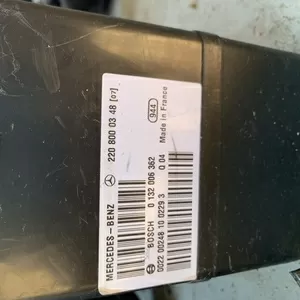 MERCEDES-BENZ 220 800 03 48 [07]
BOSCH 0 132 006 362 0 04
944 Made in France
0022 00248 10 0229 3